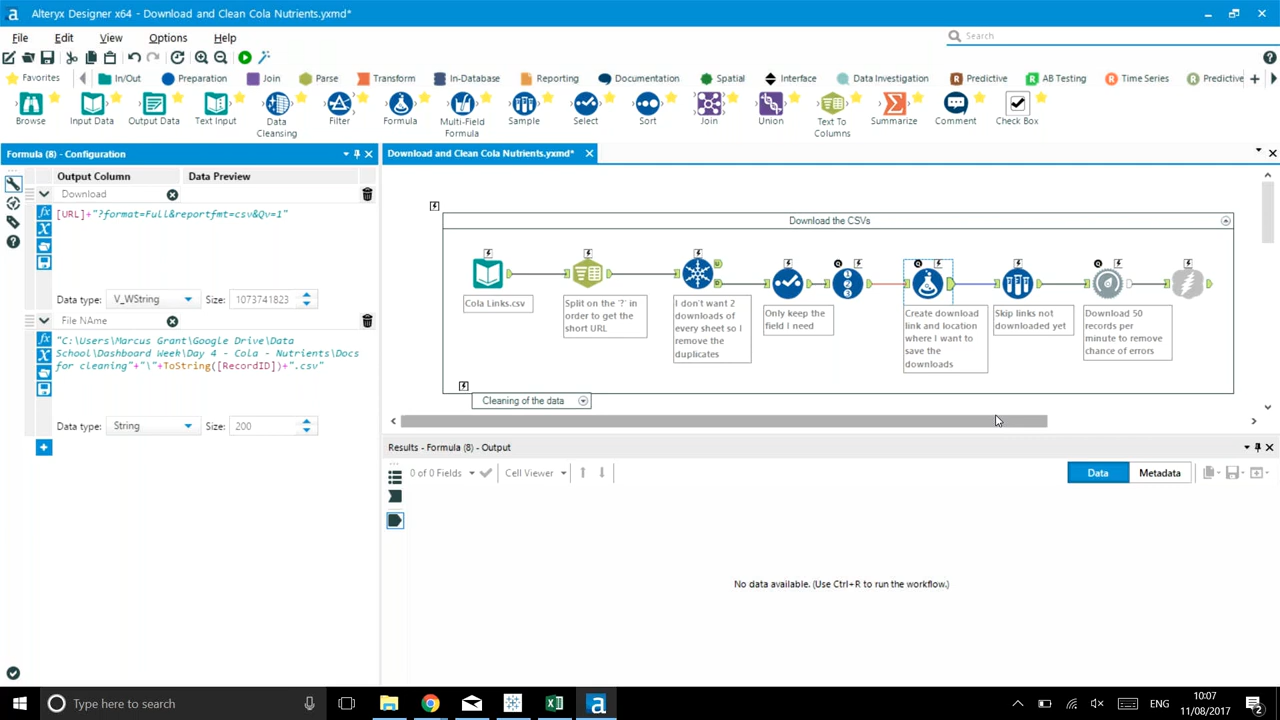 Alteryx Designer x64 - Download and Clean Cola Nutrients.yxmd*
File Edit View Options Help
Search
Favorites In/Out Preparation Join Parse Transform In-Database Reporting Documentation Spatial Interface Data Investigation Predictive AB Testing Time Series Predictive
Browse Input Data Output Data Text Input Data Cleansing Filter Formula Multi-Field Formula Sample Select Sort Join Union Text To Columns Summarize Comment Check Box
Formula (8) - Configuration
Output Column Data Preview
Download
[URL]+"?format=Full&reportfmt=csv&Qv=1"
Data type: V_WString Size: 1073741823
File NAme
"C:\Users\Marcus Grant\Google Drive\Data
School\Dashboard Week\Day 4 - Cola - Nutrients\Docs
for cleaning"+"\"+ToString([RecordID])+".csv"
Data type: String Size: 200
Download and Clean Cola Nutrients.yxmd*
Download the CSVs
Cola Links.csv
Split on the '?' in
order to get the
short URL
I don't want 2
downloads of
every sheet so I
remove the
duplicates
Only keep the
field I need
Create download
link and location
where I want to
save the
downloads
Skip links not
downloaded yet
Download 50
records per
minute to remove
chance of errors
Cleaning of the data
Results - Formula (8) - Output
0 of 0 Fields Cell Viewer Data Metadata
No data available. (Use Ctrl+R to run the workflow.)
Type here to search
ENG
10:07
11/08/2017
2